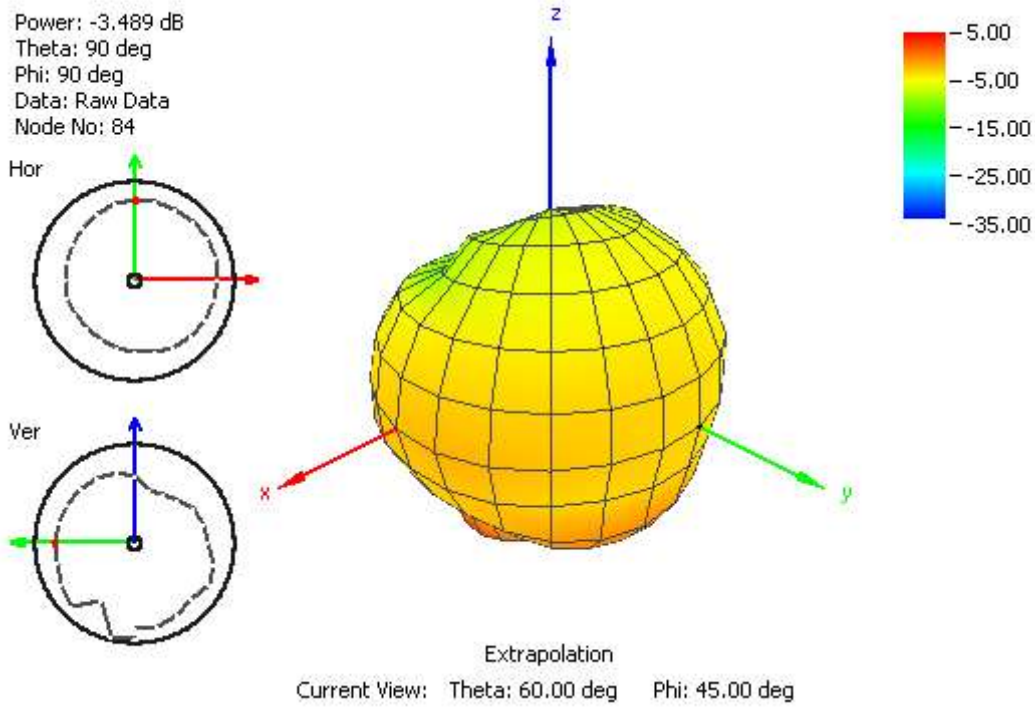 Power: -3.489 dB
Theta: 90 deg
Phi: 90 deg
Data: Raw Data
Node No: 84
Hor
Ver
z
x
y
5.00
-5.00
-15.00
-25.00
-35.00
Extrapolation
Current View: Theta: 60.00 deg Phi: 45.00 deg